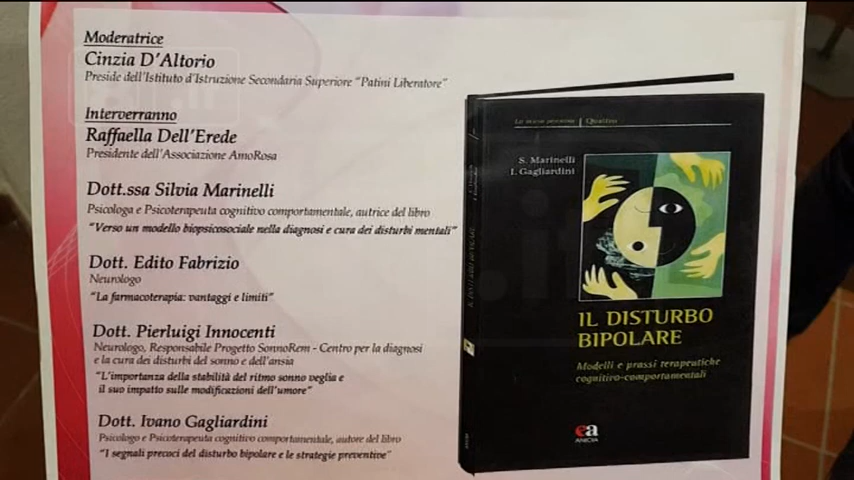 Moderatrice
Cinzia D'Altorio
Preside dell'Istituto d'Istruzione Secondaria Superiore "Patini Liberatore"
Interverranno
Raffaella Dell'Erede
Presidente dell'Associazione AmoRosa
Dott.ssa Silvia Marinelli
Psicologa e Psicoterapeuta cognitivo comportamentale, autrice del libro
"Verso un modello biopsicosociale nella diagnosi e cura dei disturbi mentali"
Dott. Edito Fabrizio
Neurologo
"La farmacoterapia: vantaggi e limiti"
Dott. Pierluigi Innocenti
Neurologo, Responsabile Progetto SonnoRem - Centro per la diagnosi
e la cura dei disturbi del sonno e dell'ansia
"L'importanza della stabilità del ritmo sonno veglia e
il suo impatto sulle modificazioni dell'umore"
Dott. Ivano Gagliardini
Psicologo e Psicoterapeuta cognitivo comportamentale, autore del libro
"I segnali precoci del disturbo bipolare e le strategie preventive"
Quattro
S. Marinelli
I. Gagliardini
IL DISTURBO
BIPOLARE
Modelli e prassi terapeutiche
cognitivo-comportamentali
ea
ANICIA